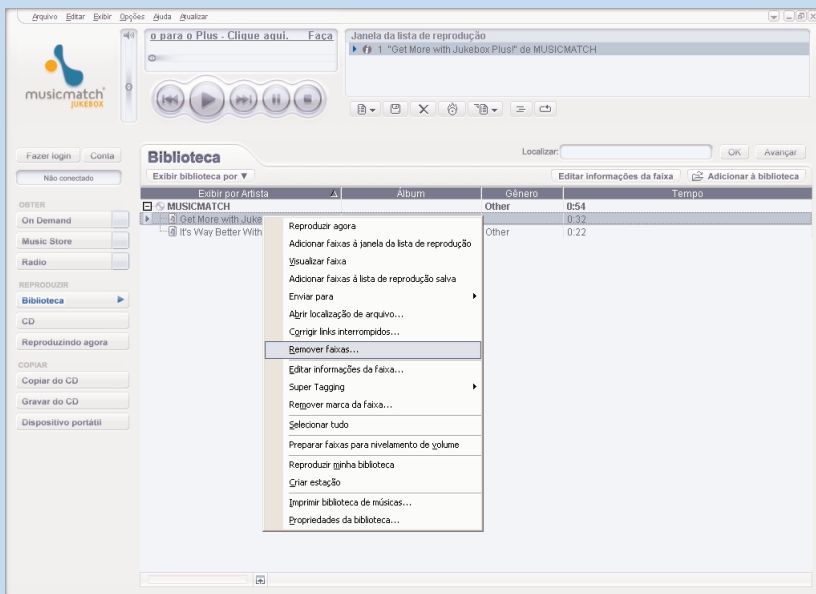 Arquivo Editar Exibir Opções Ajuda Atualizar
musicmatch
JUKEBOX
o para o Plus - Clique aqui. Faça
Janela da lista de reprodução
1 "Get More with Jukebox Plus!" de MUSICMATCH
Fazer login Conta
Não conectado
OBTER
On Demand
Music Store
Radio
REPRODUZIR
Biblioteca
CD
Reproduzindo agora
COPIAR
Copiar do CD
Gravar do CD
Dispositivo portátil
Biblioteca
Localizar: OK Avançar
Exibir biblioteca por ▼ Editar informações da faixa Adicionar à biblioteca
Exibir por Artista Álbum Gênero Tempo
MUSICMATCH Other 0:54
Get More with Juke 0:32
It's Way Better With Other 0:22
Reproduzir agora
Adicionar faixas à janela da lista de reprodução
Visualizar faixa
Adicionar faixas à lista de reprodução salva
Enviar para
Abrir localização de arquivo...
Corrigir links interrompidos...
Remover faixas...
Editar informações da faixa...
Super Tagging
Remover marca da faixa...
Selecionar tudo
Preparar faixas para nivelamento de volume
Reproduzir minha biblioteca
Criar estação
Imprimir biblioteca de músicas...
Propriedades da biblioteca...